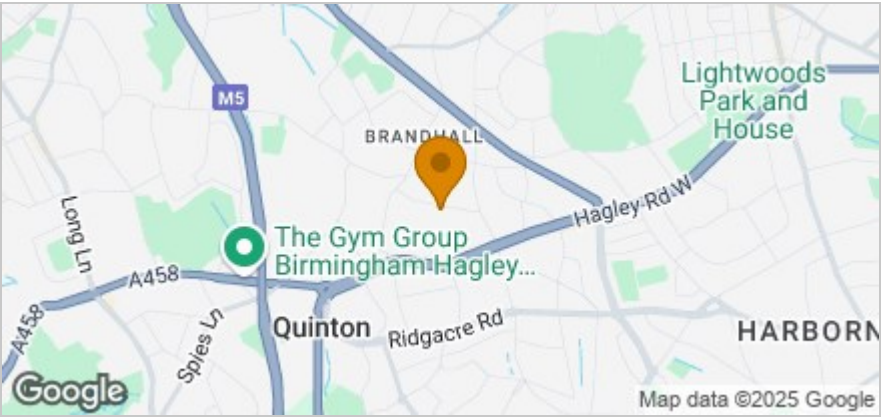 M5
Lightwoods
Park and
House
BRANDHALL
Hagley Rd W
Long Ln
The Gym Group
Birmingham Hagley...
A458
A458
Spies Ln
Quinton
Ridgacre Rd
HARBORN
Google
Map data ©2025 Google